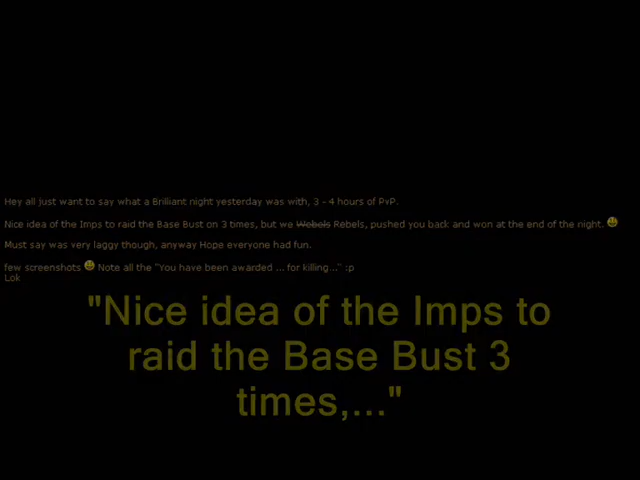 Hey all just want to say what a Brilliant night yesterday was with, 3 - 4 hours of PvP.
Nice idea of the Imps to raid the Base Bust on 3 times, but we Wobels Rebels, pushed you back and won at the end of the night.
Must say was very laggy though, anyway Hope everyone had fun.
few screenshots Note all the "You have been awarded ... for killing..." :p
Lok
"Nice idea of the Imps to
raid the Base Bust 3
times,..."